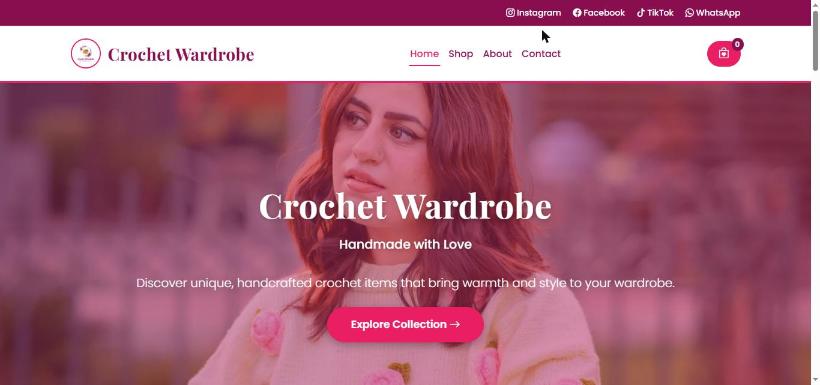 Instagram Facebook TikTok WhatsApp
Crochet Wardrobe Home Shop About Contact 0
Crochet Wardrobe
Handmade with Love
Discover unique, handcrafted crochet items that bring warmth and style to your wardrobe.
Explore Collection →